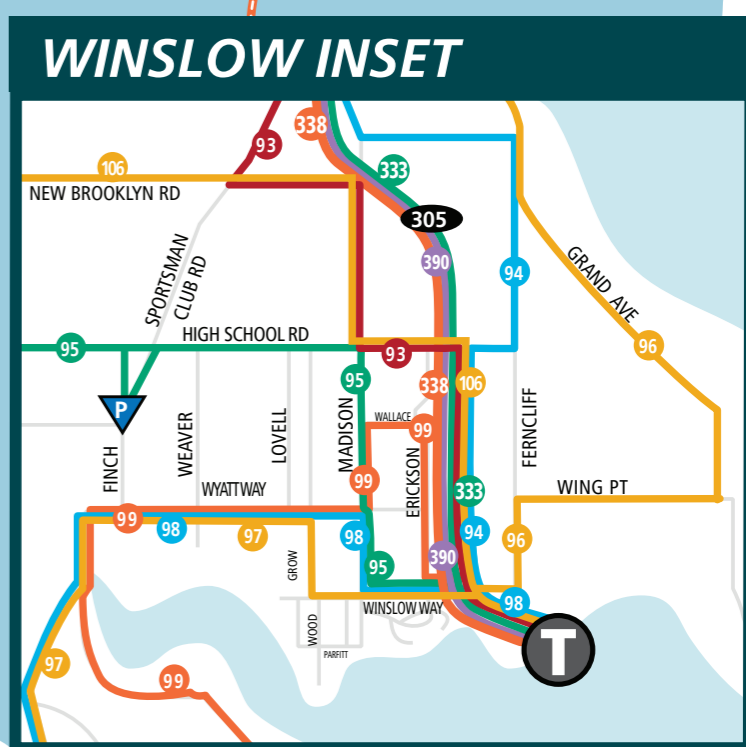 WINSLOW INSET
338
93
106
333
NEW BROOKLYN RD
305
SPORTSMAN
CLUB RD
390
94
GRAND AVE
HIGH SCHOOL RD
95
93
96
95
338
106
P
WALLACE
99
FINCH
WEAVER
LOVELL
MADISON
ERICKSON
FERNCLIFF
99
333
WYATT WAY
WING PT
99
98
97
98
94
96
390
95
GROW
98
WINSLOW WAY
WOOD
PARFITT
T
97
99